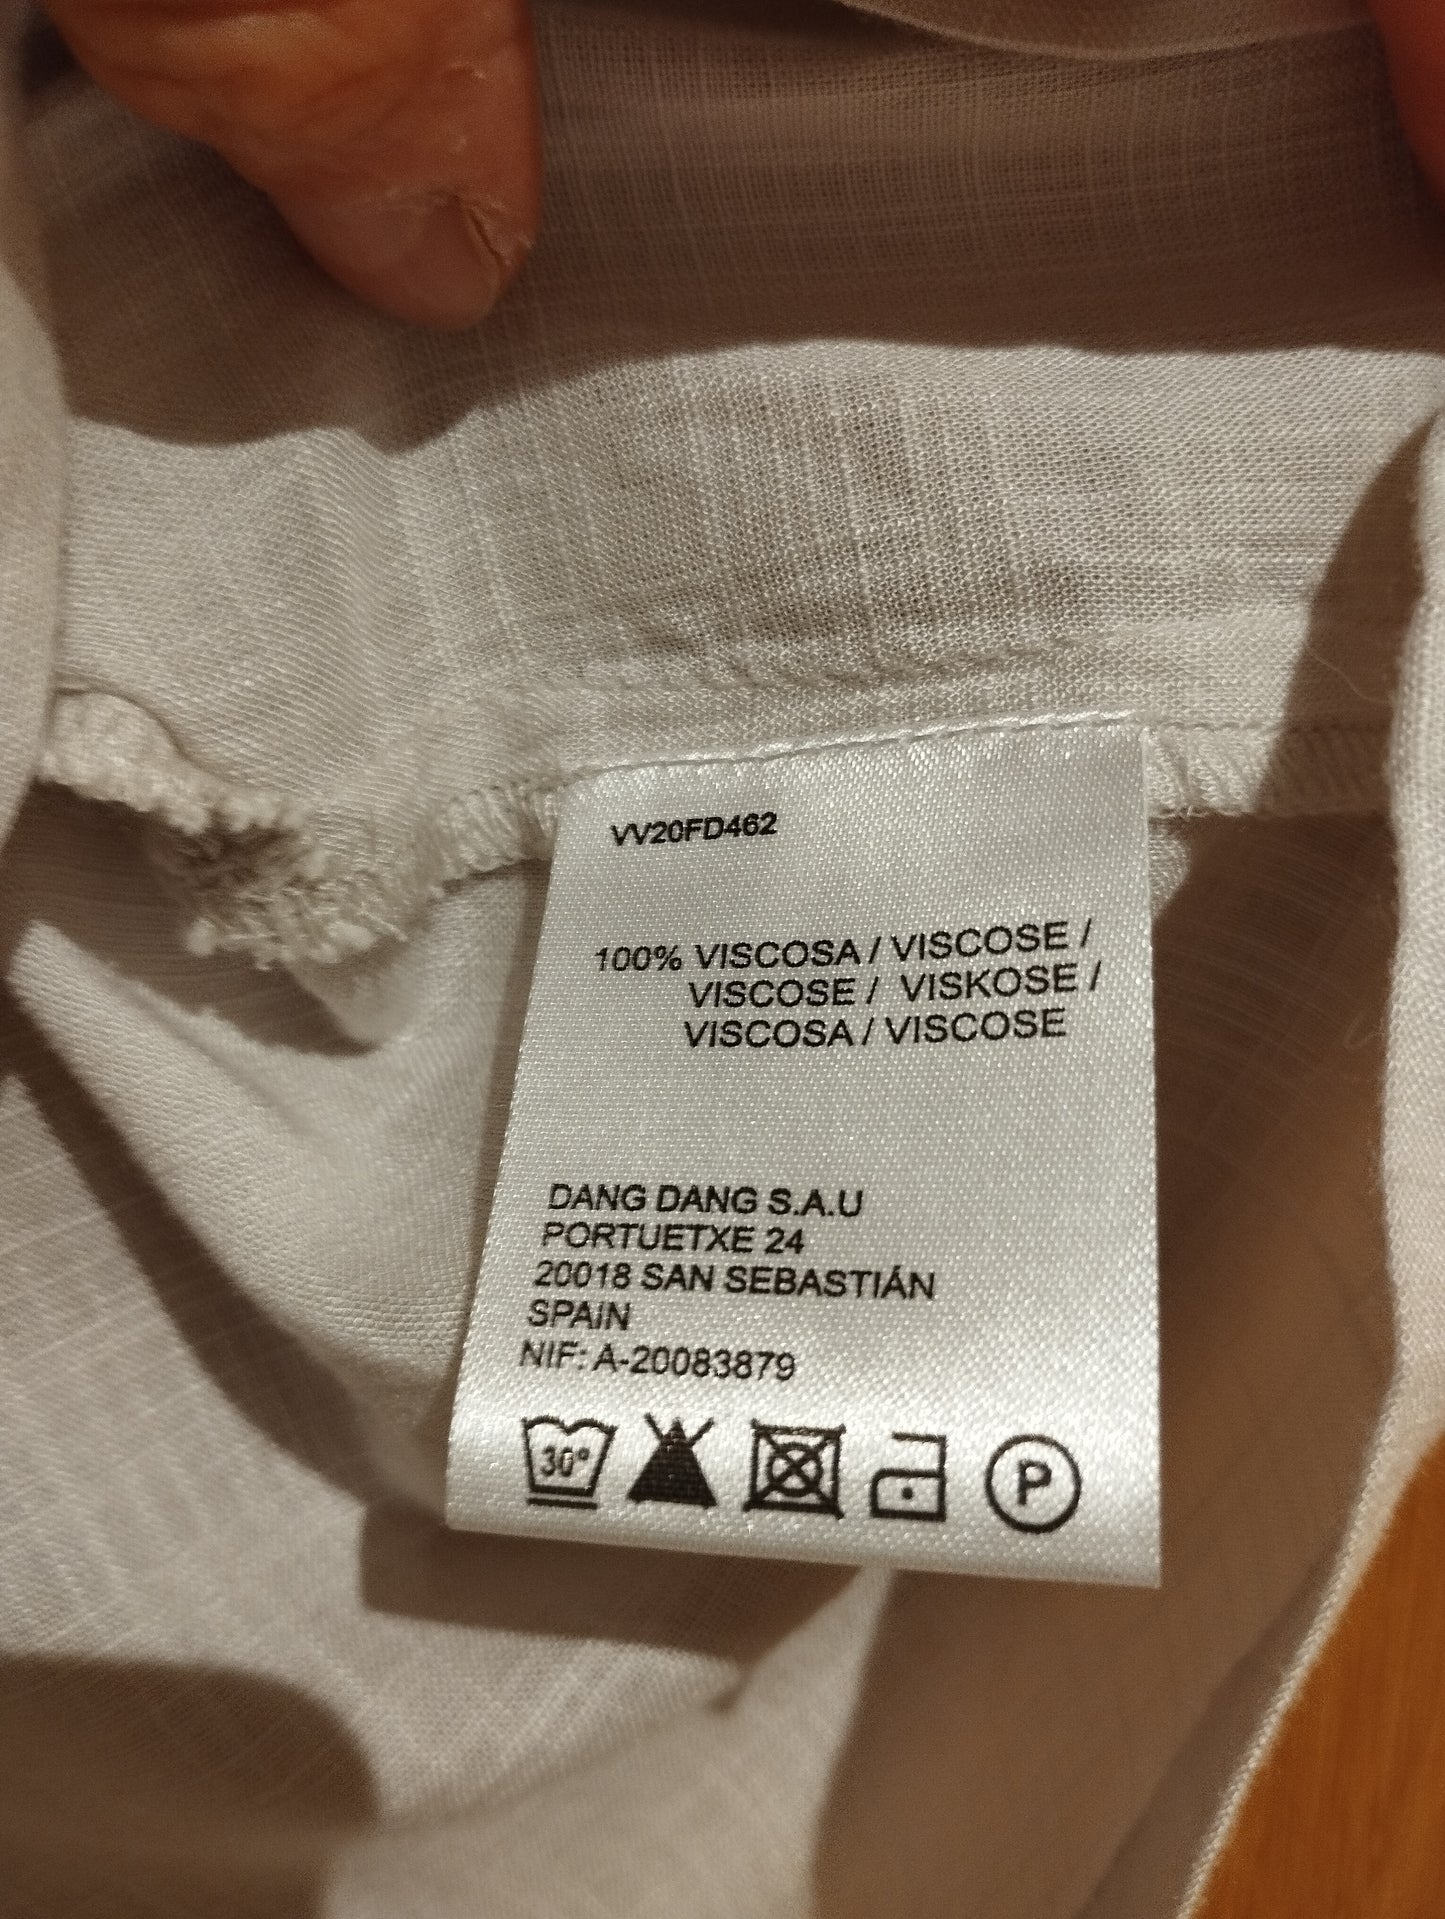 VV20FD462
100% VISCOSA / VISCOSE /
VISCOSE / VISKOSE /
VISCOSA / VISCOSE
DANG DANG S.A.U
PORTUETXE 24
20018 SAN SEBASTIÁN
SPAIN
NIF: A-20083879
30°
P